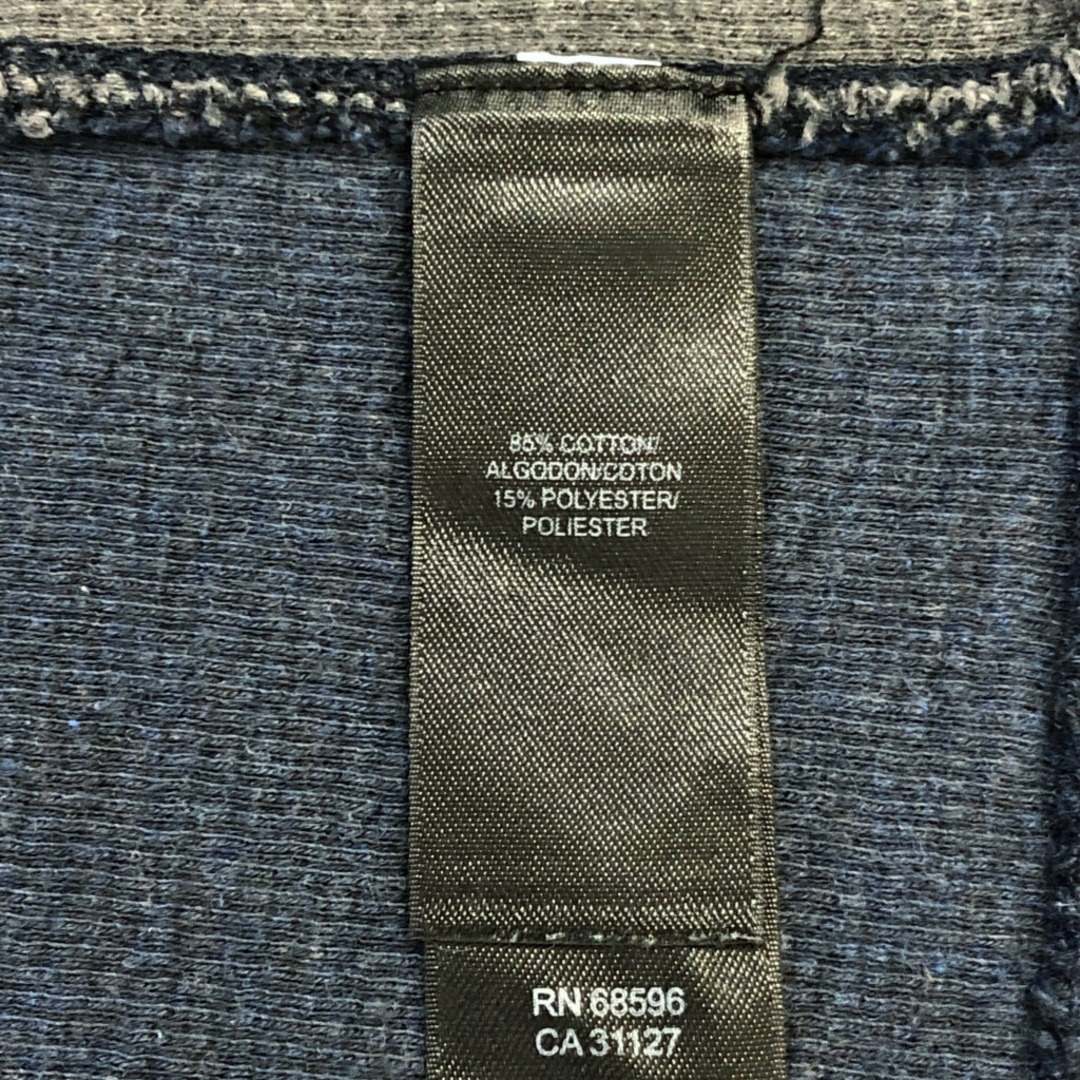 85% COTTON/
ALGODON/COTON
15% POLYESTER/
POLIESTER
RN 68596
CA 31127